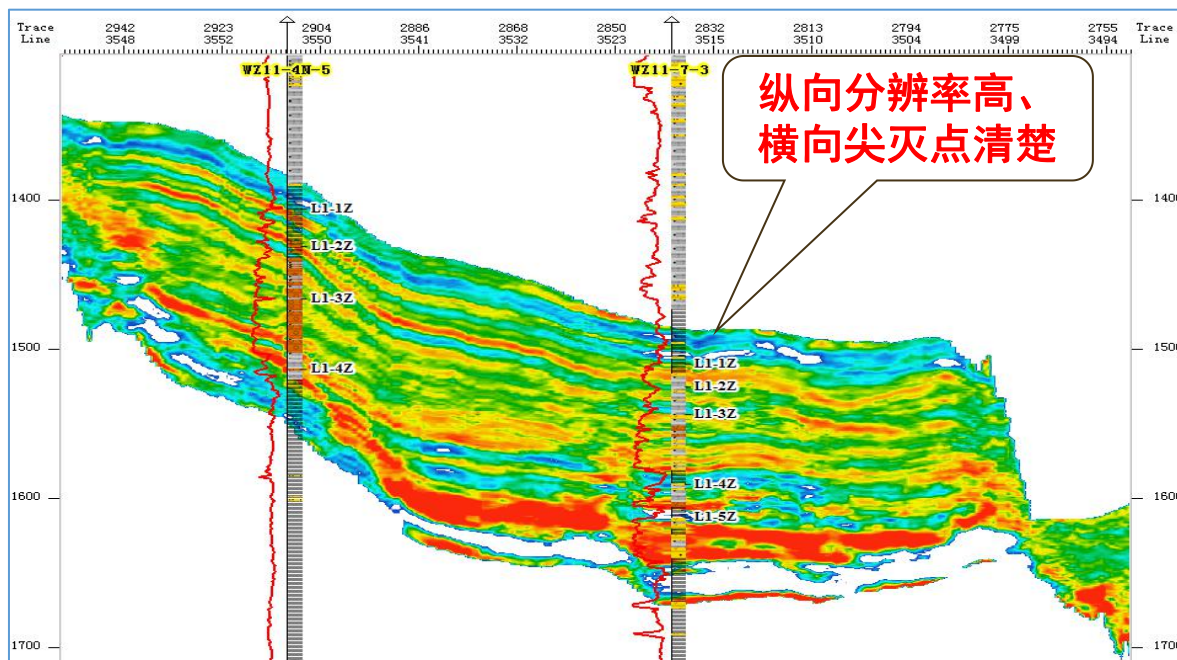 Trace 2942 2923 2904 2886 2868 2850 2832 2813 2794 2775 2755 Trace
Line 3548 3552 3550 3541 3532 3523 3515 3510 3504 3499 3494 Line
WZ11-4N-5 WZ11-7-3
纵向分辨率高、
横向尖灭点清楚
1400 1400
L1-1Z
L1-2Z
L1-3Z
1500 1500
L1-4Z
L1-1Z
L1-2Z
L1-3Z
L1-4Z
1600 1600
L1-5Z
1700 1700